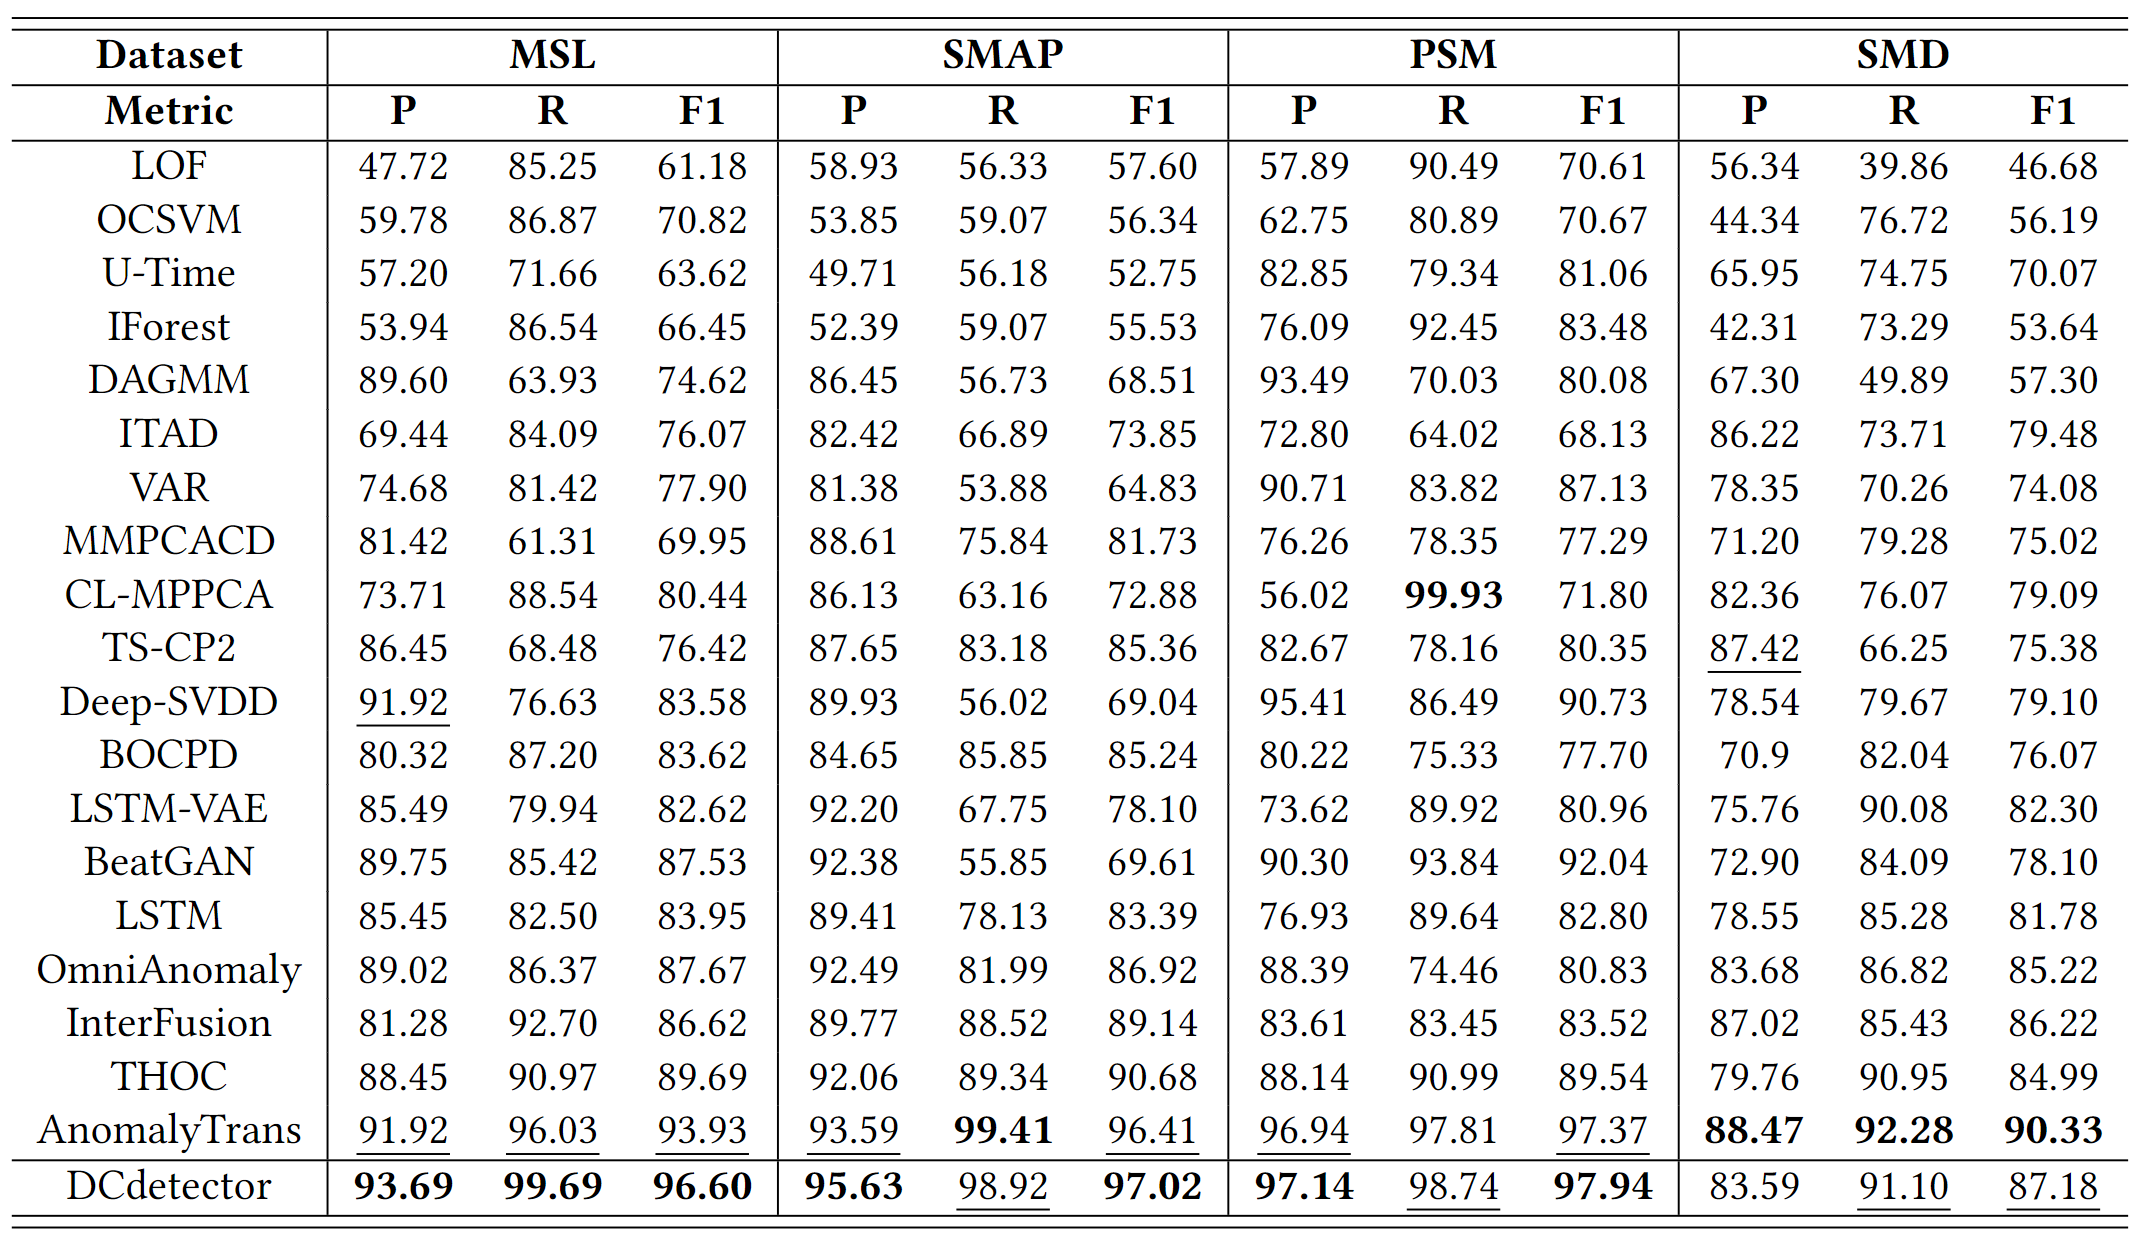 Dataset MSL SMAP PSM SMD
Metric P R F1 P R F1 P R F1 P R F1
LOF 47.72 85.25 61.18 58.93 56.33 57.60 57.89 90.49 70.61 56.34 39.86 46.68
OCSVM 59.78 86.87 70.82 53.85 59.07 56.34 62.75 80.89 70.67 44.34 76.72 56.19
U-Time 57.20 71.66 63.62 49.71 56.18 52.75 82.85 79.34 81.06 65.95 74.75 70.07
IForest 53.94 86.54 66.45 52.39 59.07 55.53 76.09 92.45 83.48 42.31 73.29 53.64
DAGMM 89.60 63.93 74.62 86.45 56.73 68.51 93.49 70.03 80.08 67.30 49.89 57.30
ITAD 69.44 84.09 76.07 82.42 66.89 73.85 72.80 64.02 68.13 86.22 73.71 79.48
VAR 74.68 81.42 77.90 81.38 53.88 64.83 90.71 83.82 87.13 78.35 70.26 74.08
MMPCACD 81.42 61.31 69.95 88.61 75.84 81.73 76.26 78.35 77.29 71.20 79.28 75.02
CL-MPPCA 73.71 88.54 80.44 86.13 63.16 72.88 56.02 99.93 71.80 82.36 76.07 79.09
TS-CP2 86.45 68.48 76.42 87.65 83.18 85.36 82.67 78.16 80.35 87.42 66.25 75.38
Deep-SVDD 91.92 76.63 83.58 89.93 56.02 69.04 95.41 86.49 90.73 78.54 79.67 79.10
BOCPD 80.32 87.20 83.62 84.65 85.85 85.24 80.22 75.33 77.70 70.9 82.04 76.07
LSTM-VAE 85.49 79.94 82.62 92.20 67.75 78.10 73.62 89.92 80.96 75.76 90.08 82.30
BeatGAN 89.75 85.42 87.53 92.38 55.85 69.61 90.30 93.84 92.04 72.90 84.09 78.10
LSTM 85.45 82.50 83.95 89.41 78.13 83.39 76.93 89.64 82.80 78.55 85.28 81.78
OmniAnomaly 89.02 86.37 87.67 92.49 81.99 86.92 88.39 74.46 80.83 83.68 86.82 85.22
InterFusion 81.28 92.70 86.62 89.77 88.52 89.14 83.61 83.45 83.52 87.02 85.43 86.22
THOC 88.45 90.97 89.69 92.06 89.34 90.68 88.14 90.99 89.54 79.76 90.95 84.99
AnomalyTrans 91.92 96.03 93.93 93.59 99.41 96.41 96.94 97.81 97.37 88.47 92.28 90.33
DCdetector 93.69 99.69 96.60 95.63 98.92 97.02 97.14 98.74 97.94 83.59 91.10 87.18